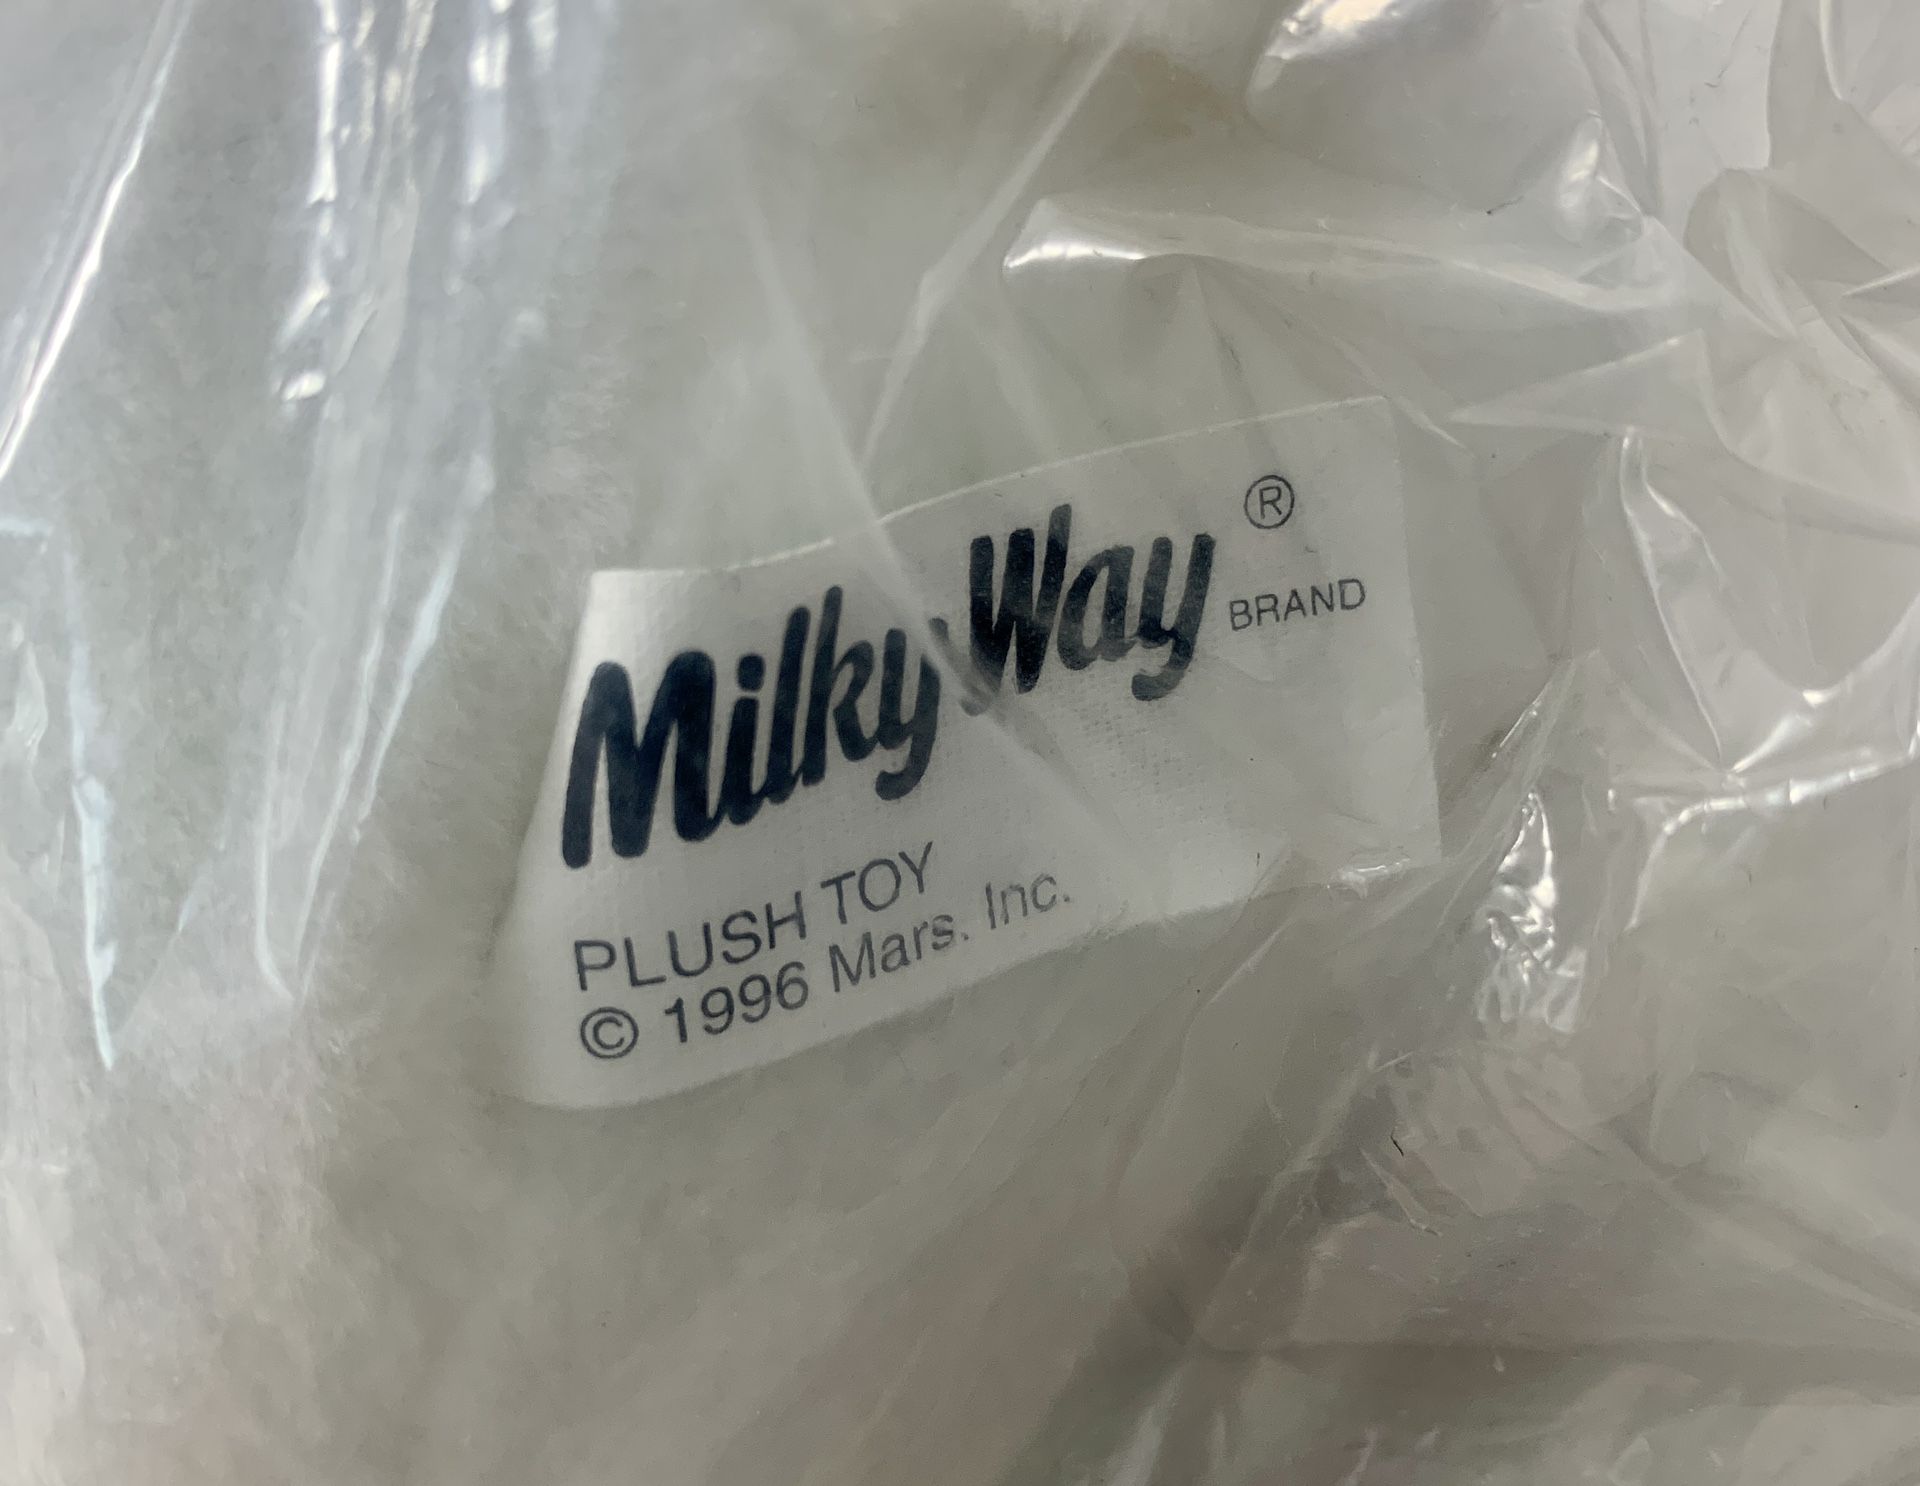 Milky Way ® BRAND
PLUSH TOY
© 1996 Mars. Inc.